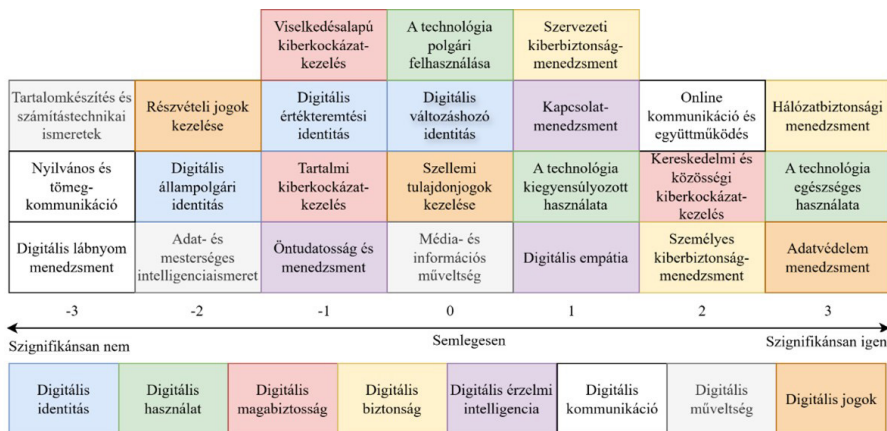 Viselkedésalapú
kiberkockázat-
kezelés
A technológia
polgári
felhasználása
Szervezeti
kiberbiztonság-
menedzsment
Tartalomkészítés és
számítástechnikai
ismeretek
Részvételi jogok
kezelése
Digitális
értékteremtési
identitás
Digitális
változáshozó
identitás
Kapcsolat-
menedzsment
Online
kommunikáció és
együttműködés
Hálózatbiztonsági
menedzsment
Nyilvános és
tömeg-
kommunikáció
Digitális
állampolgári
identitás
Tartalmi
kiberkockázat-
kezelés
Szellemi
tulajdonjogok
kezelése
A technológia
kiegyensúlyozott
használata
Kereskedelmi és
közösségi
kiberkockázat-
kezelés
A technológia
egészséges
használata
Digitális lábnyom
menedzsment
Adat- és
mesterséges
intelligenciaismeret
Öntudatosság és
menedzsment
Média- és
információs
műveltség
Digitális empátia
Személyes
kiberbiztonság-
menedzsment
Adatvédelem
menedzsment
-3 -2 -1 0 1 2 3
Szignifikánsan nem Semlegesen Szignifikánsan igen
Digitális
identitás
Digitális
használat
Digitális
magabiztosság
Digitális
biztonság
Digitális érzelmi
intelligencia
Digitális
kommunikáció
Digitális
műveltség
Digitális jogok